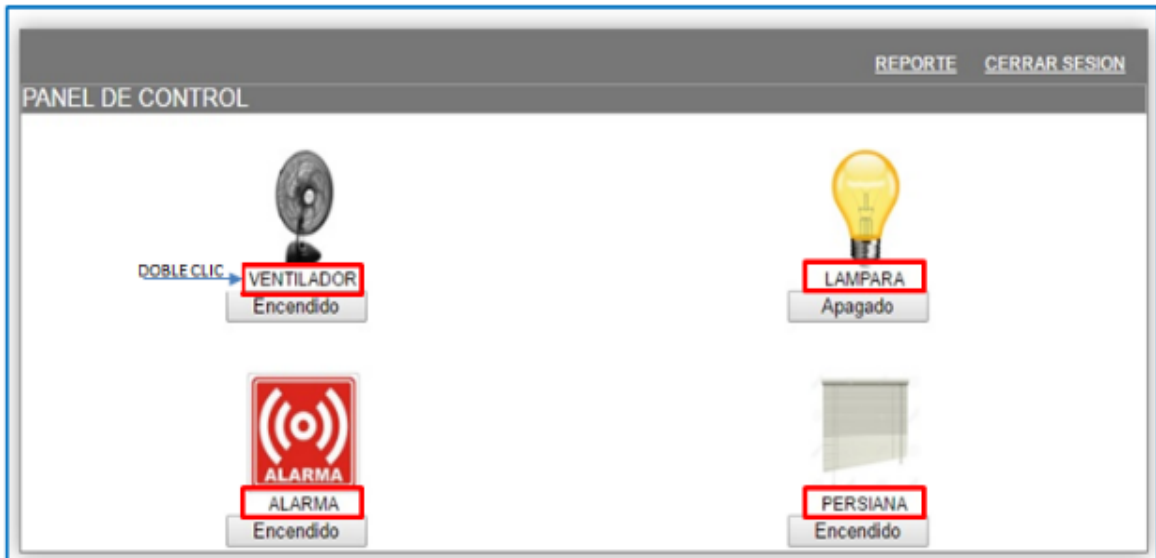 REPORTE CERRAR SESION
PANEL DE CONTROL
DOBLE CLIC
VENTILADOR
Encendido
LAMPARA
Apagado
ALARMA
ALARMA
Encendido
PERSIANA
Encendido